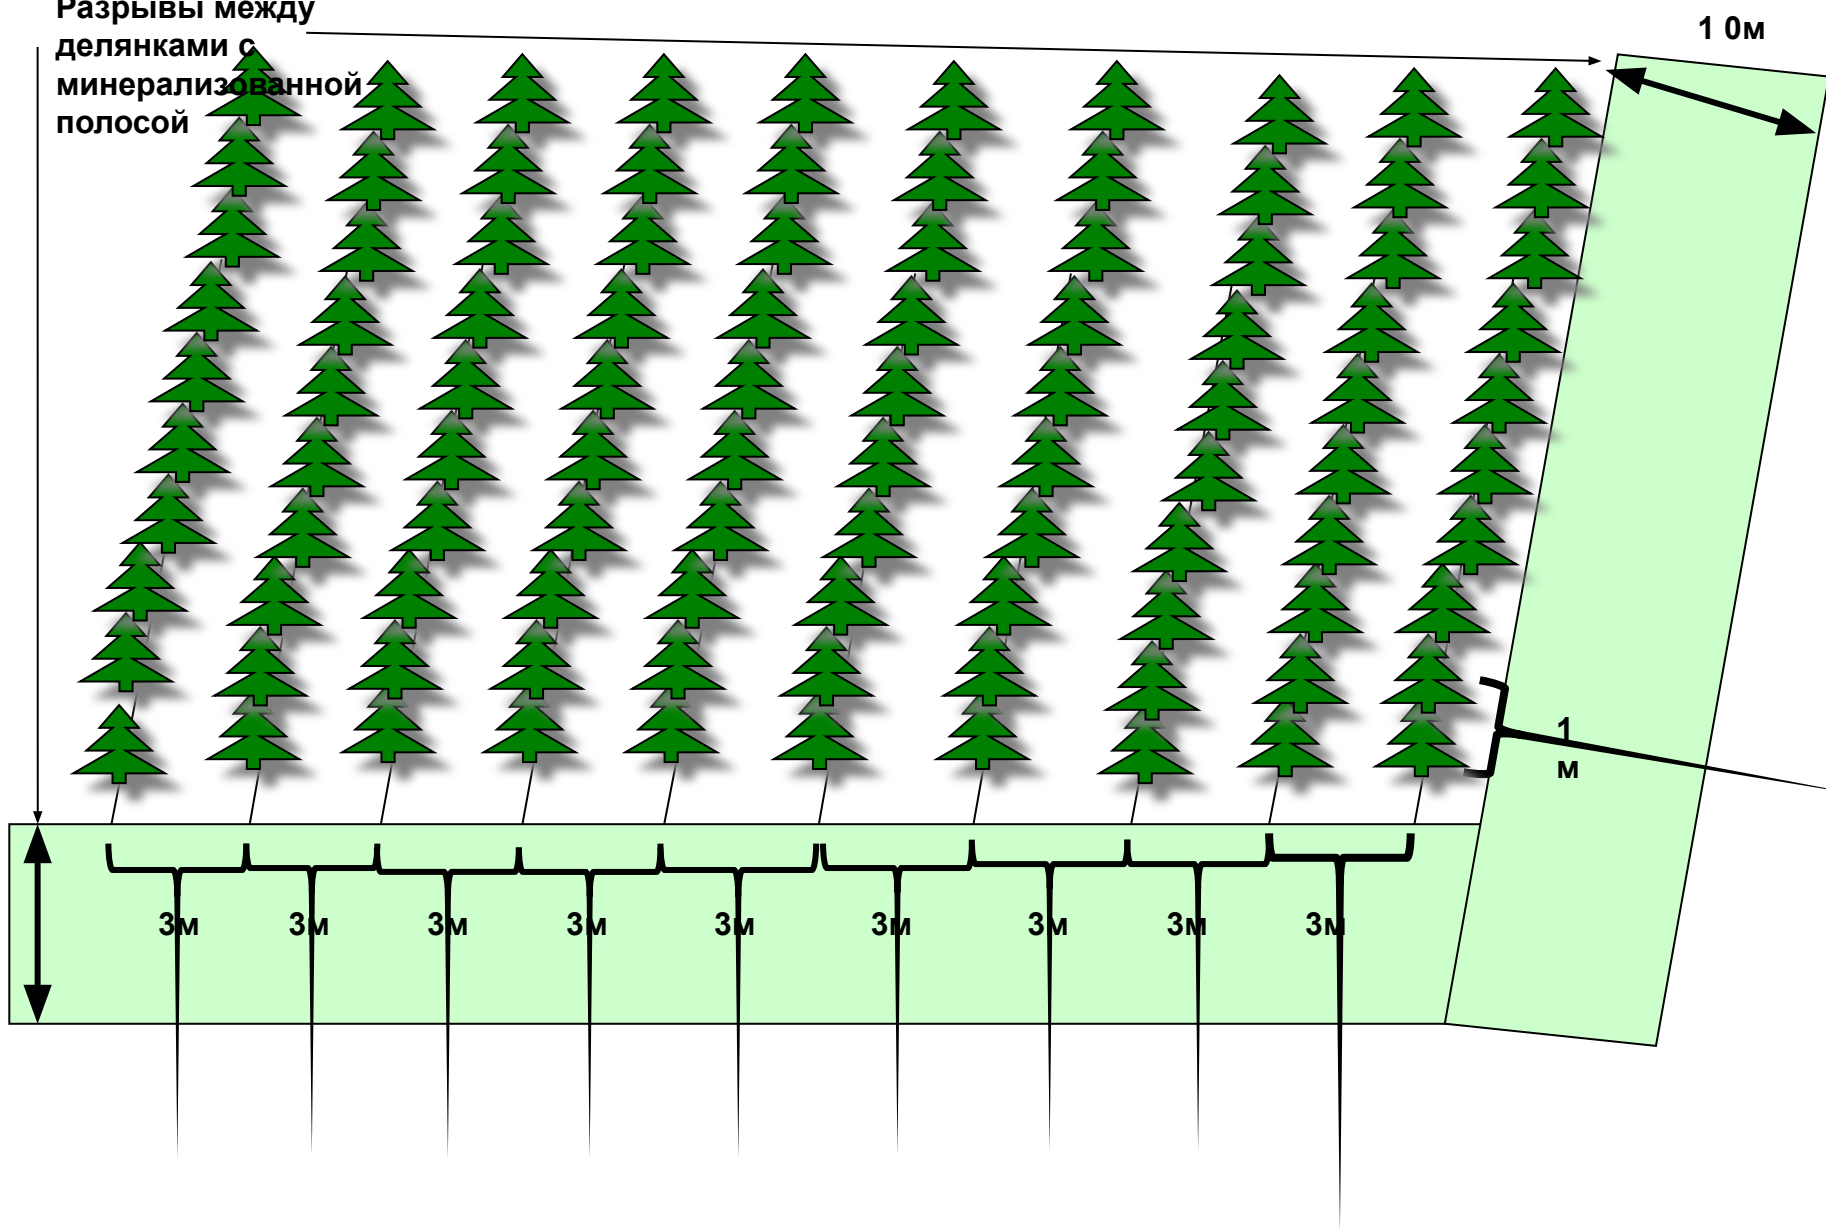 Разрывы между
делянками с
минерализованной
полосой
1 0м
1
м
3м
3м
3м
3м
3м
3м
3м
3м
3м